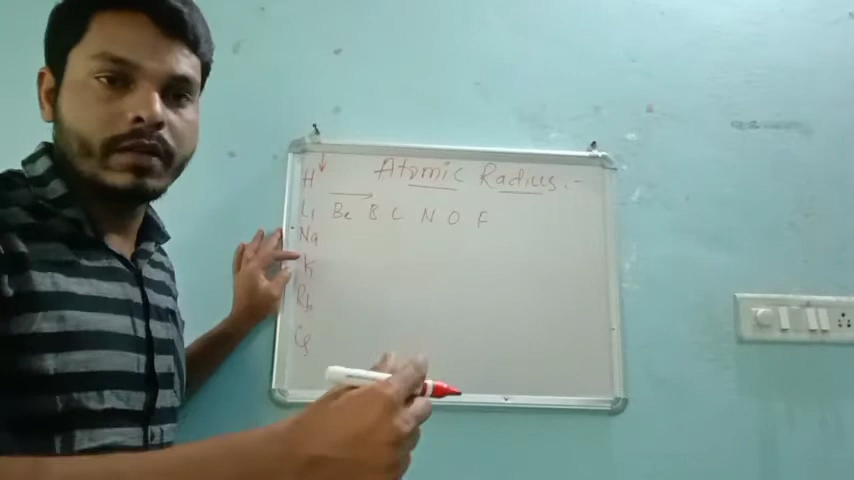 Atomic Radius :-
H
Li Be B C N O F
Na
K
Rb
Cs